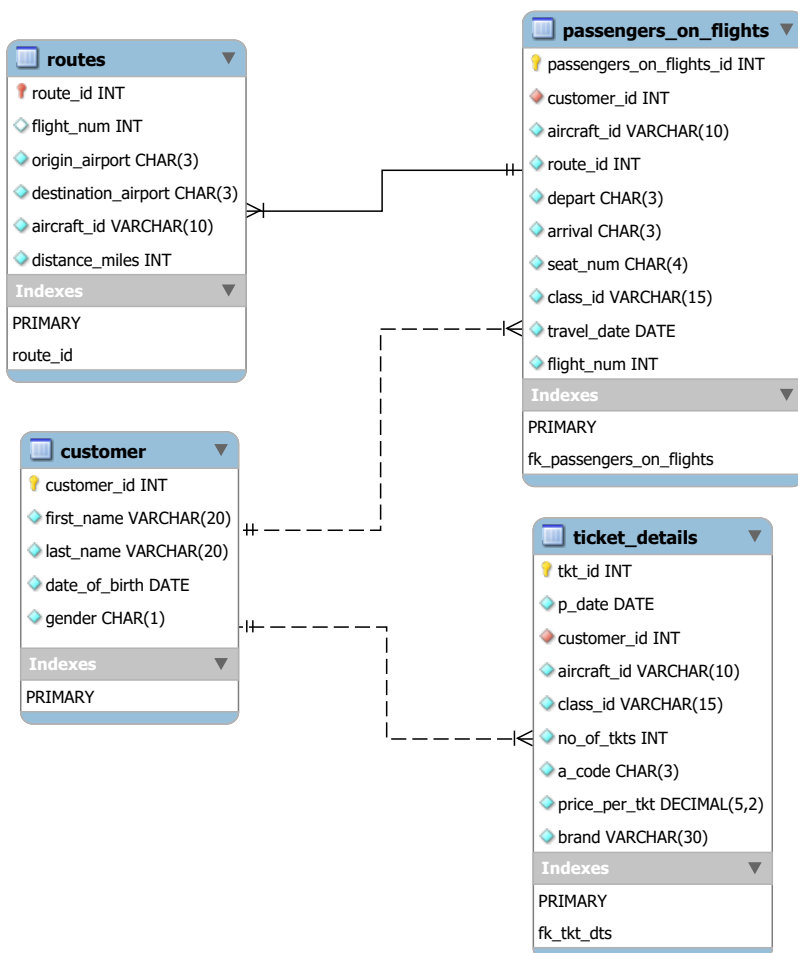 routes
route_id INT
flight_num INT
origin_airport CHAR(3)
destination_airport CHAR(3)
aircraft_id VARCHAR(10)
distance_miles INT
Indexes
PRIMARY
route_id
passengers_on_flights
passengers_on_flights_id INT
customer_id INT
aircraft_id VARCHAR(10)
route_id INT
depart CHAR(3)
arrival CHAR(3)
seat_num CHAR(4)
class_id VARCHAR(15)
travel_date DATE
flight_num INT
Indexes
PRIMARY
fk_passengers_on_flights
customer
customer_id INT
first_name VARCHAR(20)
last_name VARCHAR(20)
date_of_birth DATE
gender CHAR(1)
Indexes
PRIMARY
ticket_details
tkt_id INT
p_date DATE
customer_id INT
aircraft_id VARCHAR(10)
class_id VARCHAR(15)
no_of_tkts INT
a_code CHAR(3)
price_per_tkt DECIMAL(5,2)
brand VARCHAR(30)
Indexes
PRIMARY
fk_tkt_dts